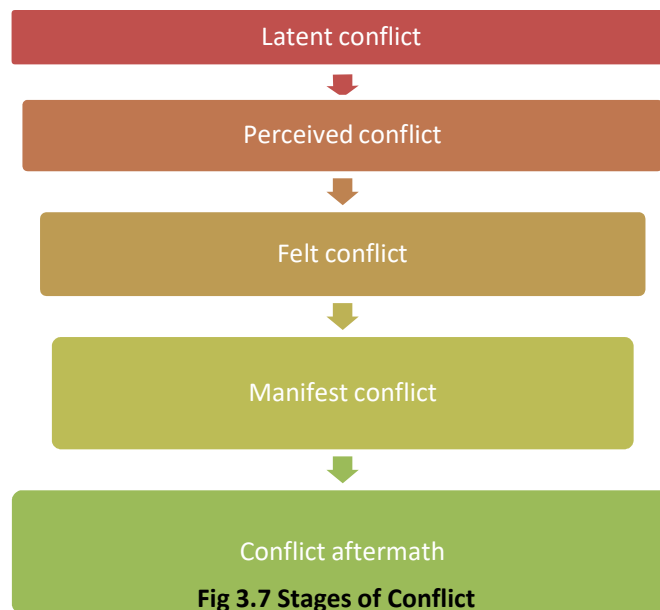 Latent conflict
Perceived conflict
Felt conflict
Manifest conflict
Conflict aftermath
Fig 3.7 Stages of Conflict